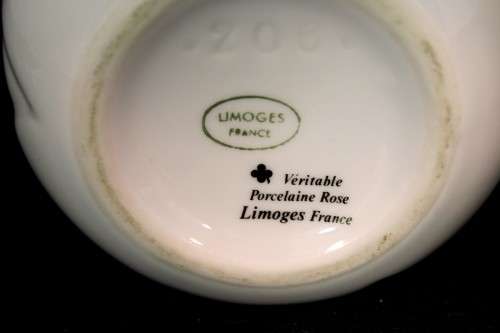 LIMOGES
FRANCE
Véritable
Porcelaine Rose
Limoges France